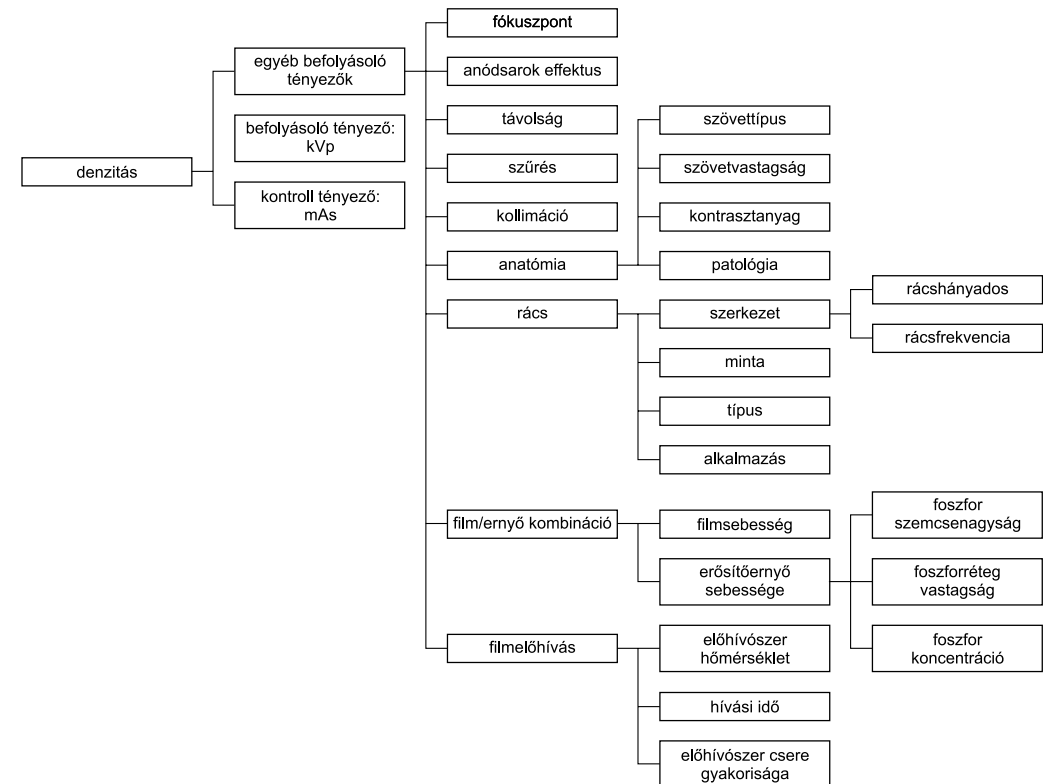 denzitás
egyéb befolyásoló
tényezők
befolyásoló tényező:
kVp
kontroll tényező:
mAs
fókuszpont
anódsarok effektus
távolság
szűrés
kollimáció
anatómia
rács
film/ernyő kombináció
filmelőhívás
szövettípus
szövetvastagság
kontrasztanyag
patológia
szerkezet
minta
típus
alkalmazás
filmsebesség
erősítőernyő
sebessége
előhívószer
hőmérséklet
hívási idő
előhívószer csere
gyakorisága
rácshányados
rácsfrekvencia
foszfor
szemcsenagyság
foszforréteg
vastagság
foszfor
koncentráció